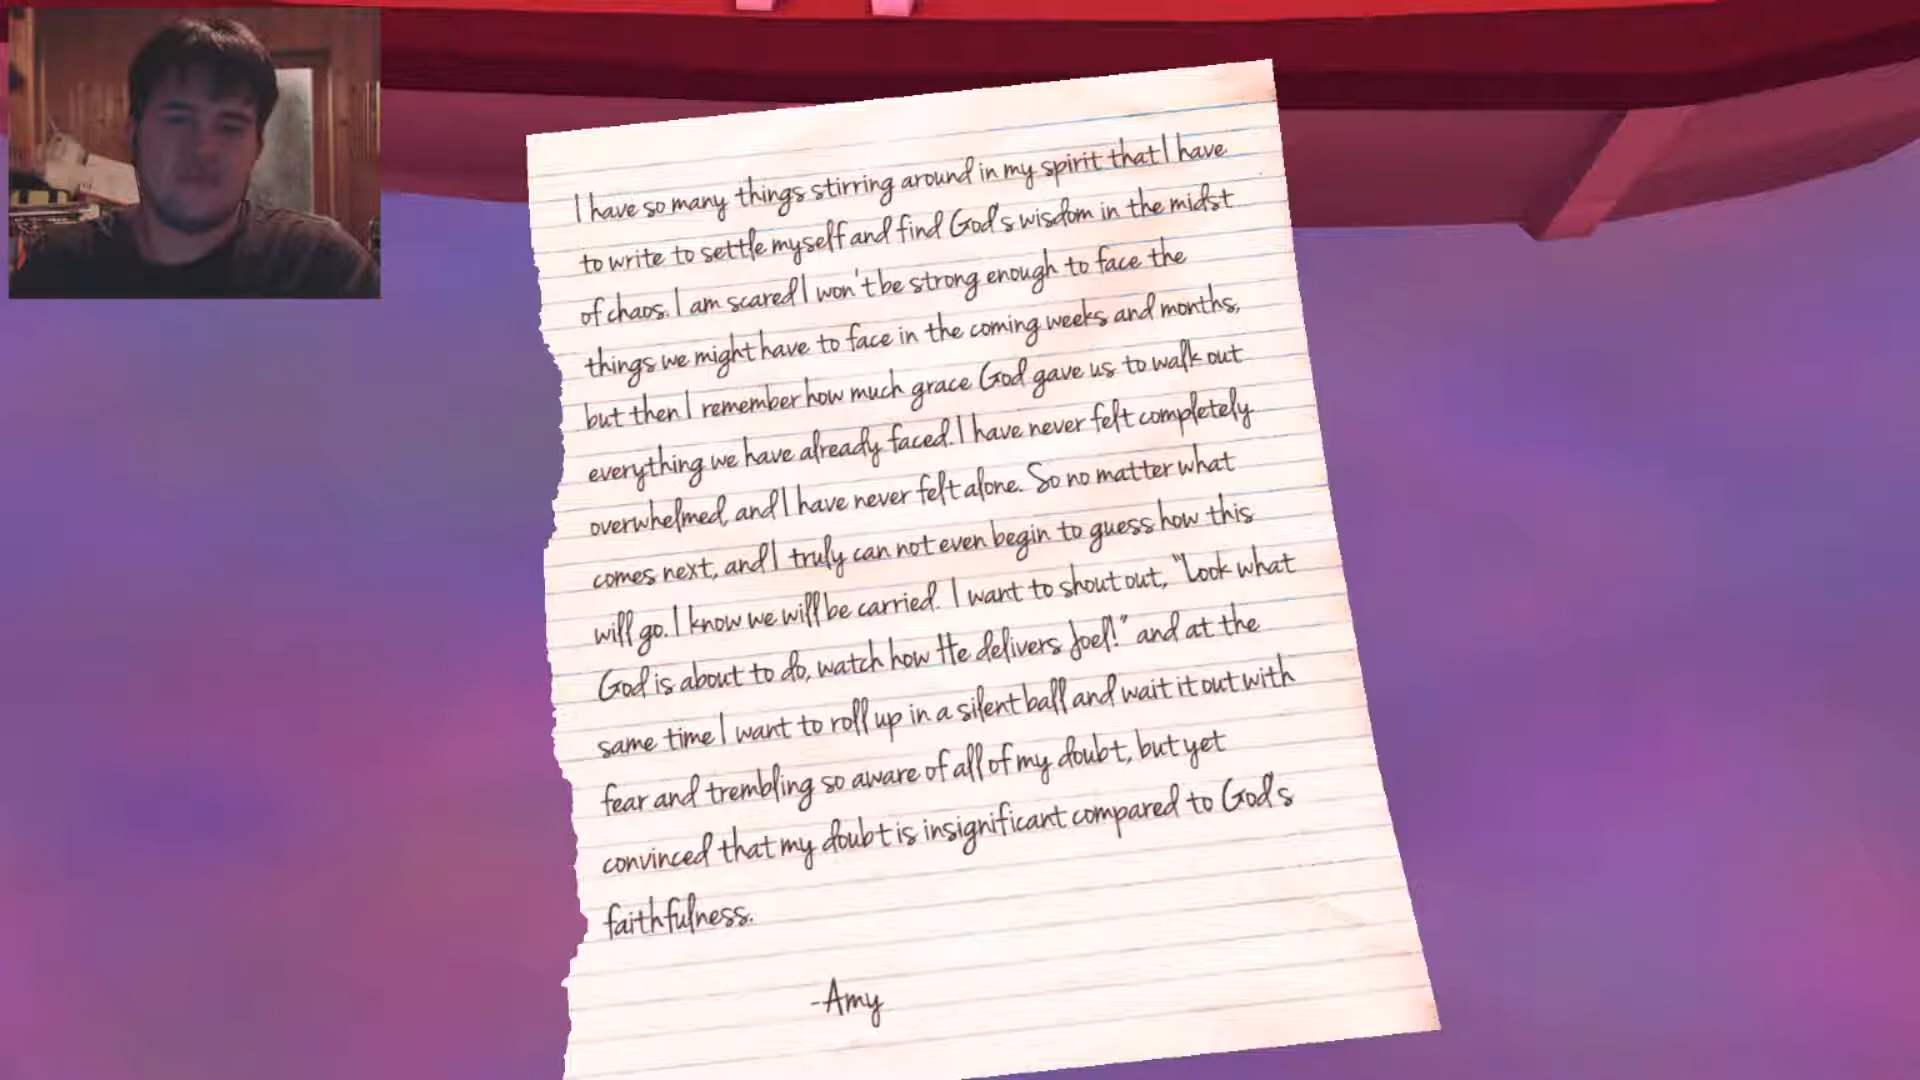 I have so many things stirring around in my spirit that I have
to write to settle myself and find God's wisdom in the midst
of chaos. I am scared I won't be strong enough to face the
things we might have to face in the coming weeks and months,
but then I remember how much grace God gave us to walk out
everything we have already faced. I have never felt completely
overwhelmed, and I have never felt alone. So no matter what
comes next, and I truly can not even begin to guess how this
will go. I know we will be carried. I want to shout out, "Look what
God is about to do, watch how He delivers Joel!" and at the
same time I want to roll up in a silent ball and wait it out with
fear and trembling so aware of all of my doubt, but yet
convinced that my doubt is insignificant compared to God's
faithfulness.
-Amy